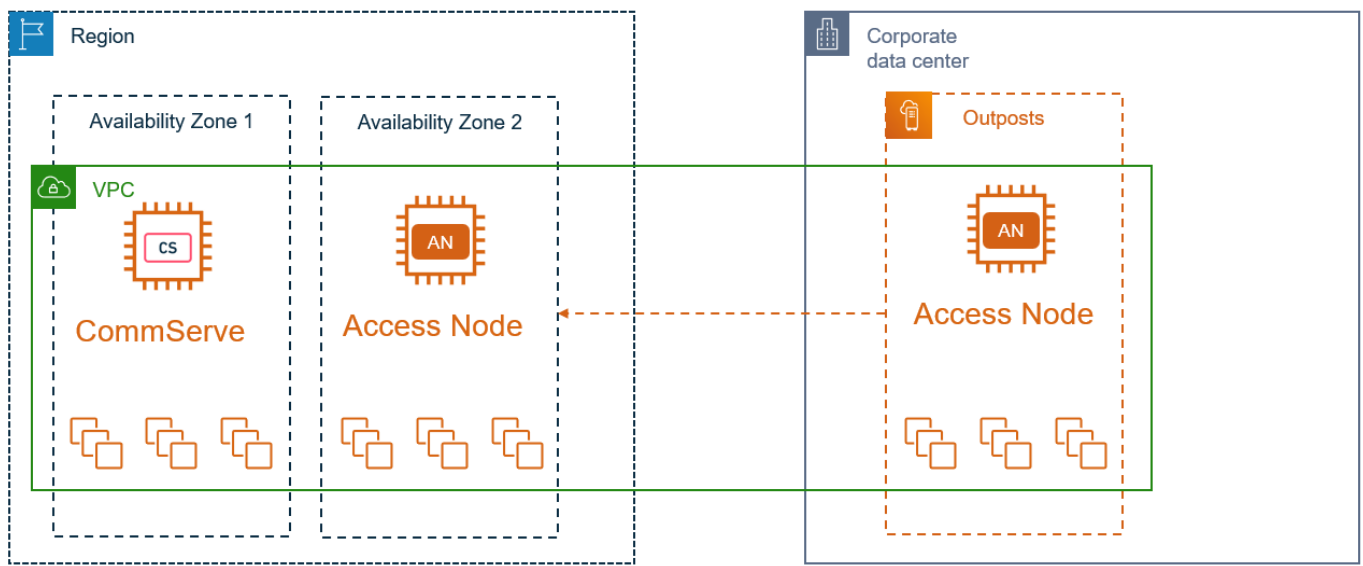 Region
Corporate
data center
Availability Zone 1
Availability Zone 2
Outposts
VPC
CS
AN
AN
CommServe
Access Node
Access Node